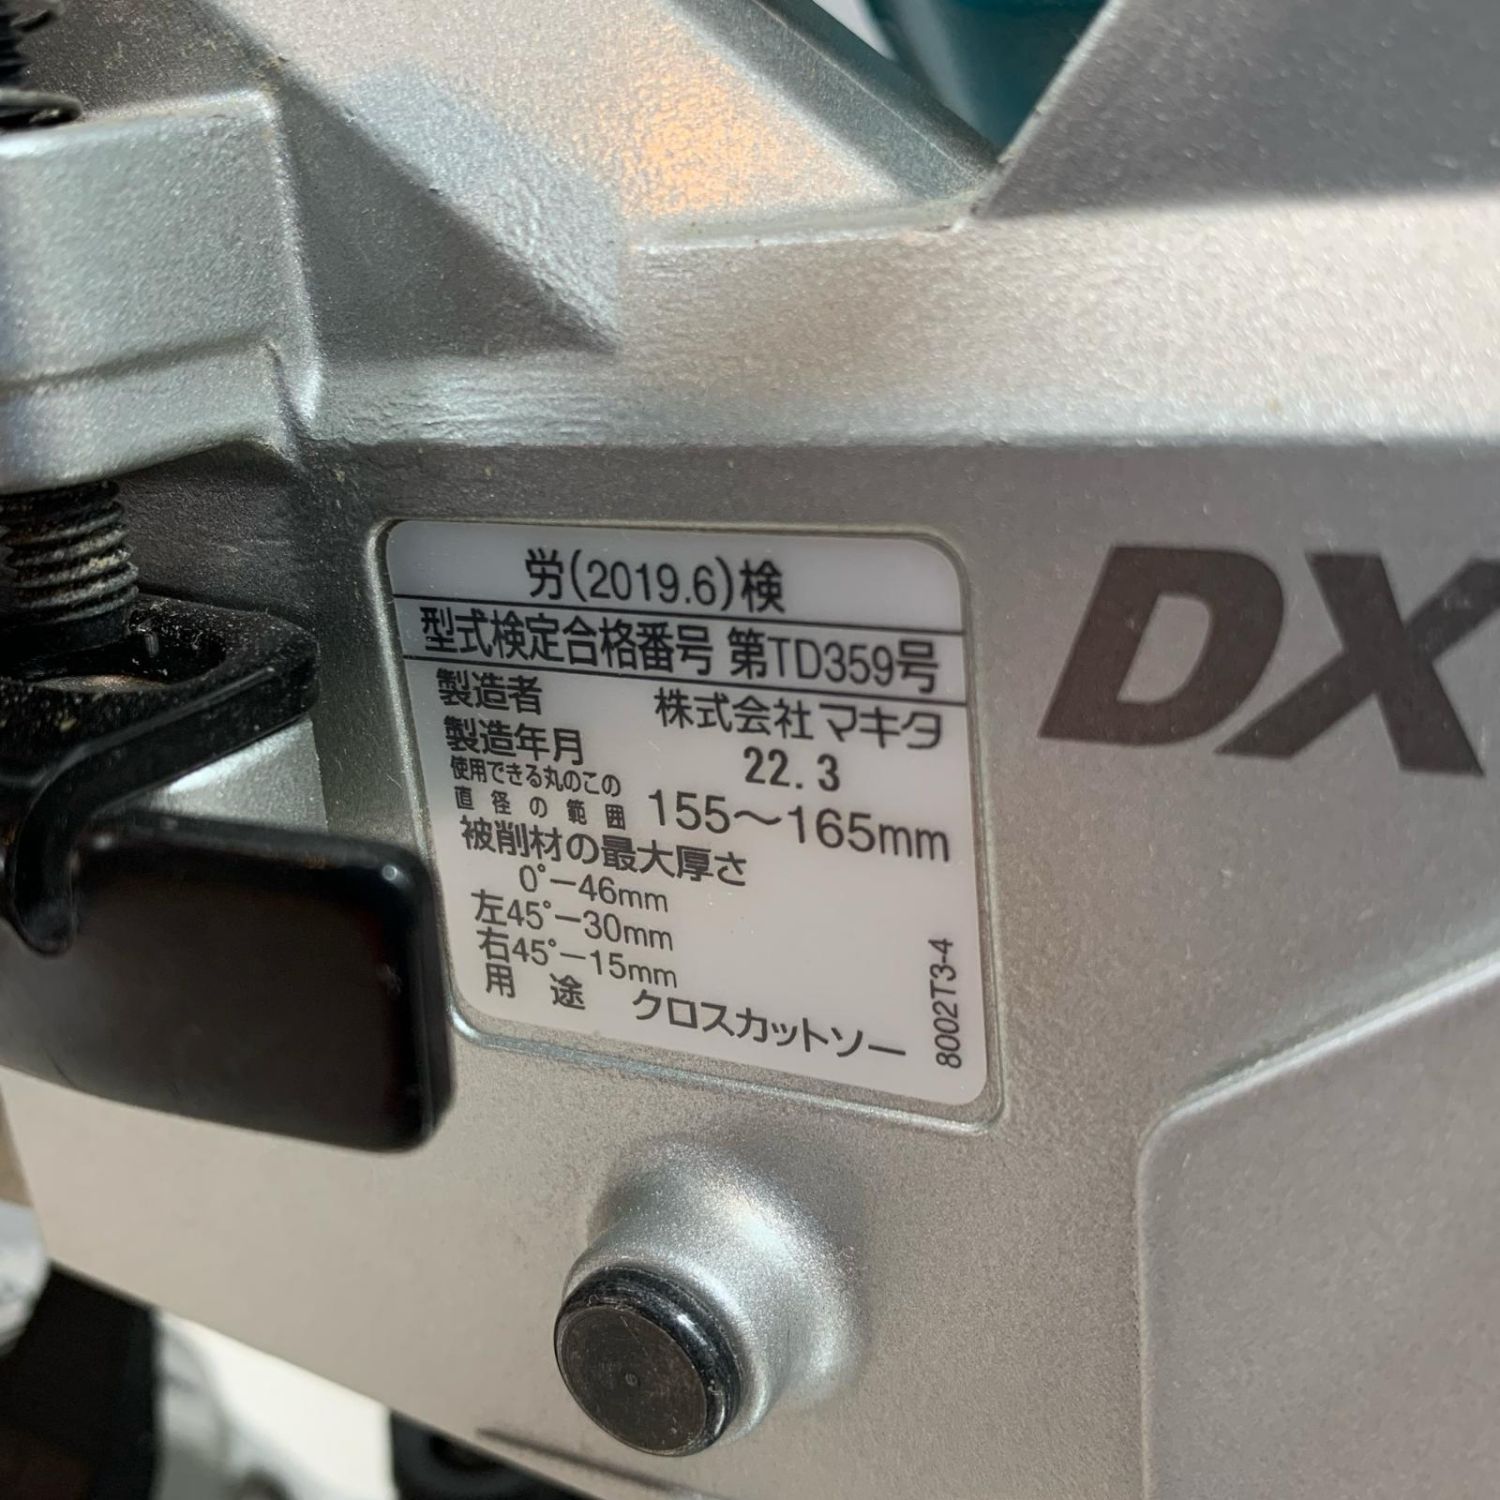 労(2019.6)検
型式検定合格番号 第TD359号
製造者 株式会社マキタ
製造年月 22.3
使用できる丸のこの
直径の範囲 155～165mm
被削材の最大厚さ
0°－46mm
左45°－30mm
右45°－15mm
用途 クロスカットソー
8002T3-4
DX